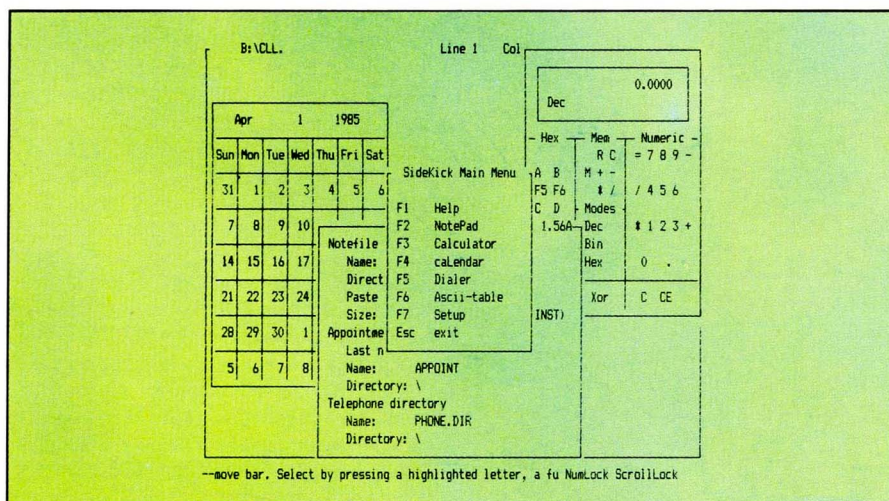 B:\CLL. Line 1 Col
0.0000
Dec
Apr 1 1985
Hex Mem Numeric
Sun Mon Tue Wed Thu Fri Sat
R C = 7 8 9 -
SideKick Main Menu
A B M + -
31 1 2 3 4 5 6
F5 F6 * / / 4 5 6
F1 Help
C D Modes
7 8 9 10
F2 NotePad
1.56A Dec * 1 2 3 +
Notefile
F3 Calculator
Bin
14 15 16 17
Name:
F4 caLendar
Hex 0 .
Direct
F5 Dialer
21 22 23 24
Paste
F6 Ascii-table
Xor C CE
Size:
F7 Setup
INST)
28 29 30 1
Appointme
Esc exit
Last n
5 6 7 8
Name: APPOINT
Directory: \
Telephone directory
Name: PHONE.DIR
Directory: \
--move bar. Select by pressing a highlighted letter, a fu NumLock ScrollLock